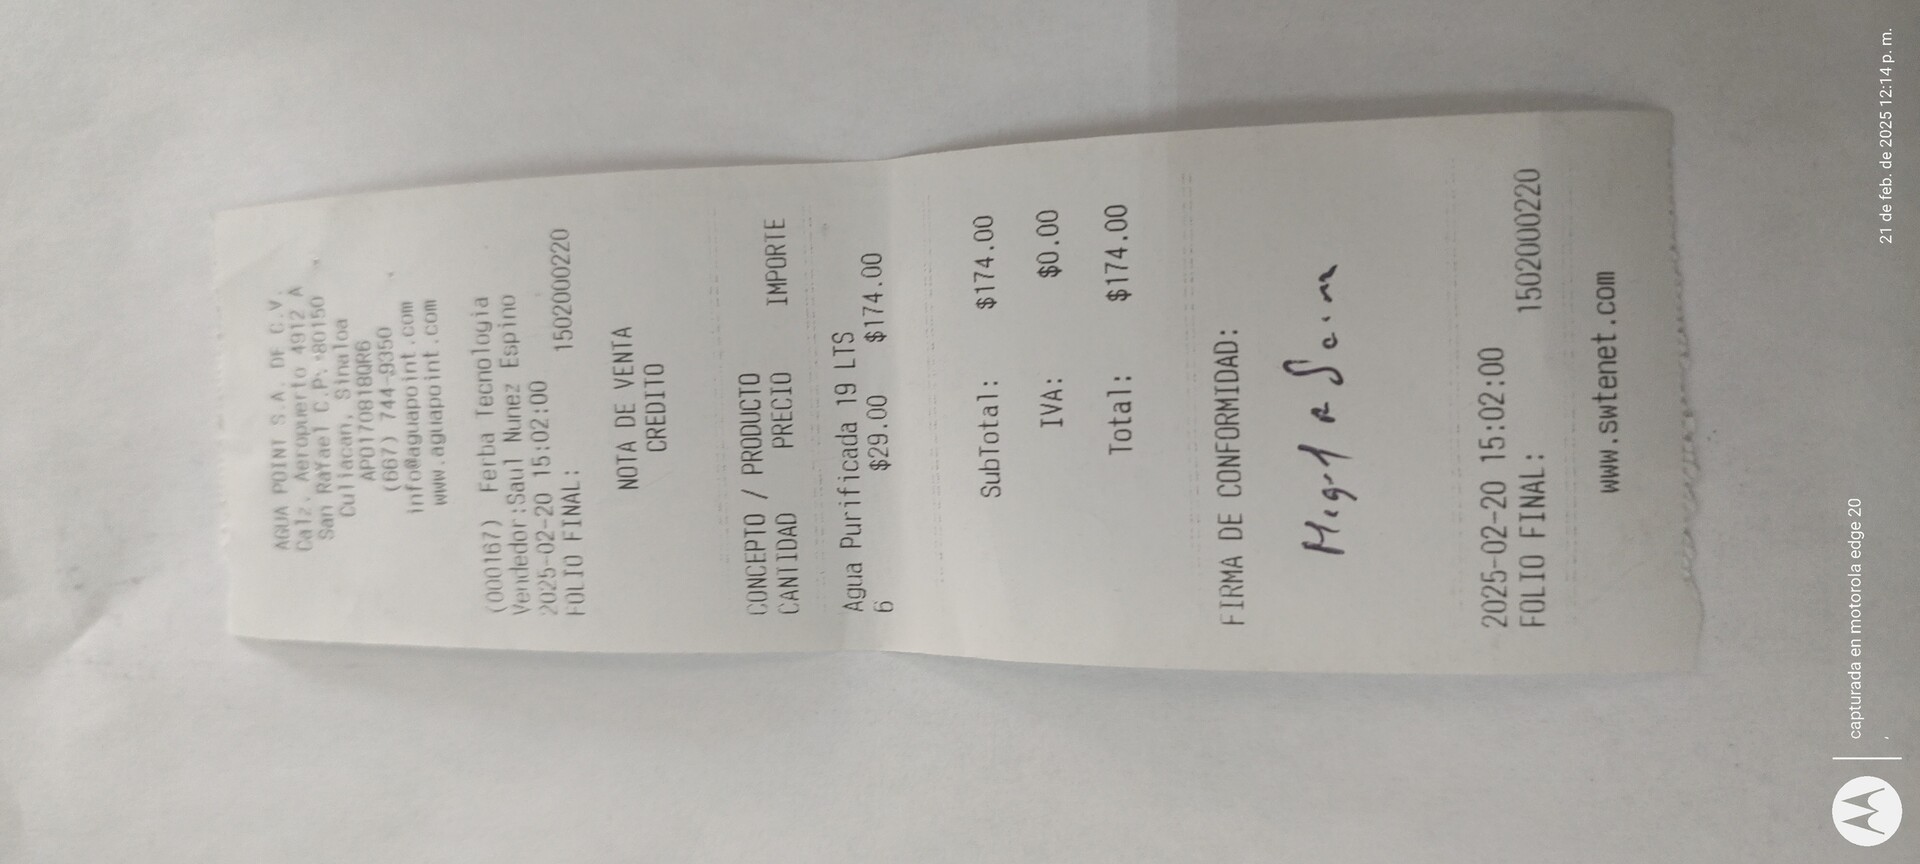 AGUA POINT S.A. DE C.V.
Calz. Aeropuerto 4912 A
San Rafael C.P. 80150
Culiacan, Sinaloa
APO170818QR6
(667) 744-9350
info@aguapoint.com
www.aguapoint.com
(000167) Ferba Tecnologia
Vendedor:Saul Nunez Espino
2025-02-20 15:02:00
FOLIO FINAL: 1502000220
NOTA DE VENTA
CREDITO
CONCEPTO / PRODUCTO
CANTIDAD PRECIO IMPORTE
Agua Purificada 19 LTS
6 $29.00 $174.00
SubTotal: $174.00
IVA: $0.00
Total: $174.00
FIRMA DE CONFORMIDAD:
2025-02-20 15:02:00
FOLIO FINAL: 1502000220
www.swtenet.com
capturada en motorola edge 20
21 de feb. de 2025 12:14 p. m.